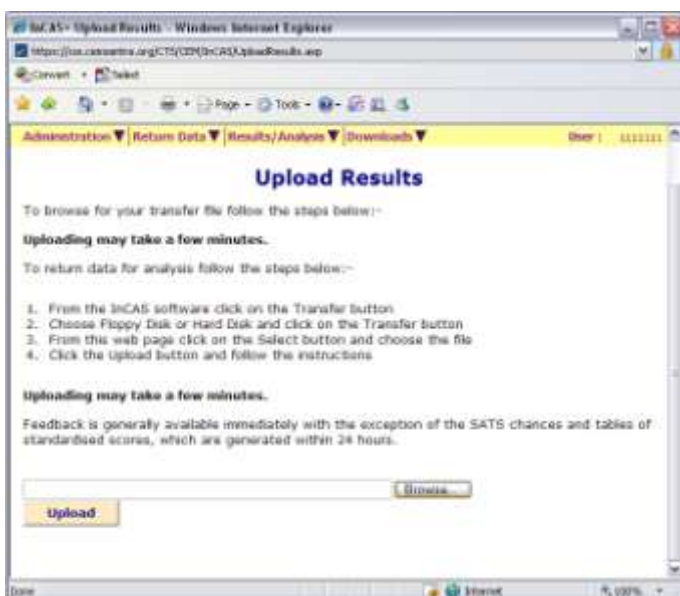 InCAS - Upload Results - Windows Internet Explorer
Convert Select
Page Tools
Administration Return Data Results/Analysis Downloads User : 1111111
Upload Results
To browse for your transfer file follow the steps below:-
Uploading may take a few minutes.
To return data for analysis follow the steps below:-
1. From the InCAS software click on the Transfer button
2. Choose Floppy Disk or Hard Disk and click on the Transfer button
3. From this web page click on the Select button and choose the file
4. Click the Upload button and follow the instructions
Uploading may take a few minutes.
Feedback is generally available immediately with the exception of the SATS chances and tables of
standardised scores, which are generated within 24 hours.
Browse...
Upload
Done Internet 100%